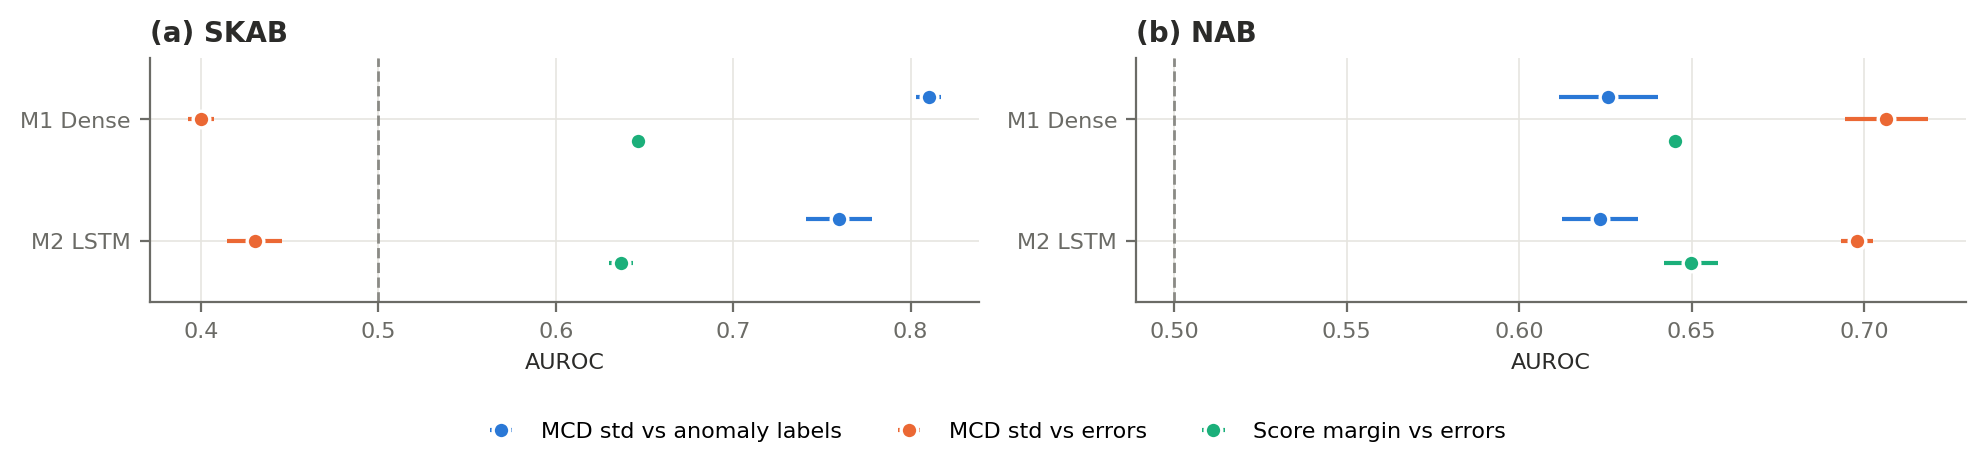 (a) SKAB
M1 Dense
M2 LSTM
0.4 0.5 0.6 0.7 0.8
AUROC
(b) NAB
M1 Dense
M2 LSTM
0.50 0.55 0.60 0.65 0.70
AUROC
MCD std vs anomaly labels MCD std vs errors Score margin vs errors